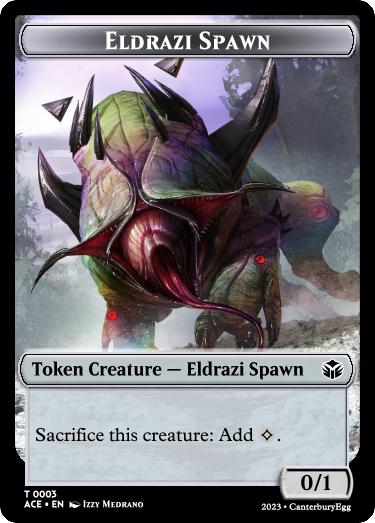 Eldrazi Spawn
Token Creature — Eldrazi Spawn
Sacrifice this creature: Add .
0/1
T 0003
ACE • EN Izzy Medrano
2023 • CanterburyEgg